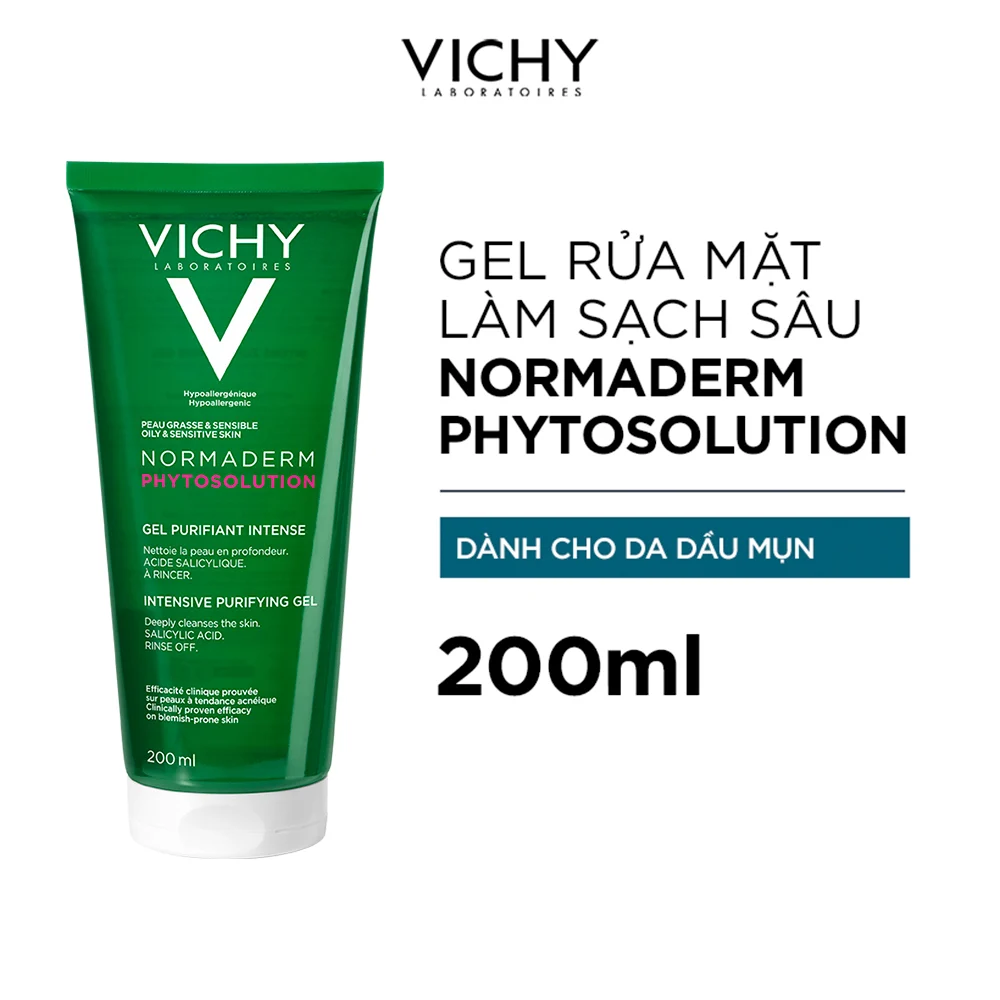 VICHY
LABORATOIRES
VICHY
LABORATOIRES
V
Hypoallergénique
Hypoallergenic
PEAU GRASSE & SENSIBLE
OILY & SENSITIVE SKIN
NORMADERM
PHYTOSOLUTION
GEL PURIFIANT INTENSE
Nettoie la peau en profondeur.
ACIDE SALICYLIQUE.
À RINCER.
INTENSIVE PURIFYING GEL
Deeply cleanses the skin.
SALICYLIC ACID.
RINSE OFF.
Efficacité clinique prouvée
sur peaux à tendance acnéique
Clinically proven efficacy
on blemish-prone skin
200 ml
GEL RỬA MẶT
LÀM SẠCH SÂU
NORMADERM
PHYTOSOLUTION
DÀNH CHO DA DẦU MỤN
200ml